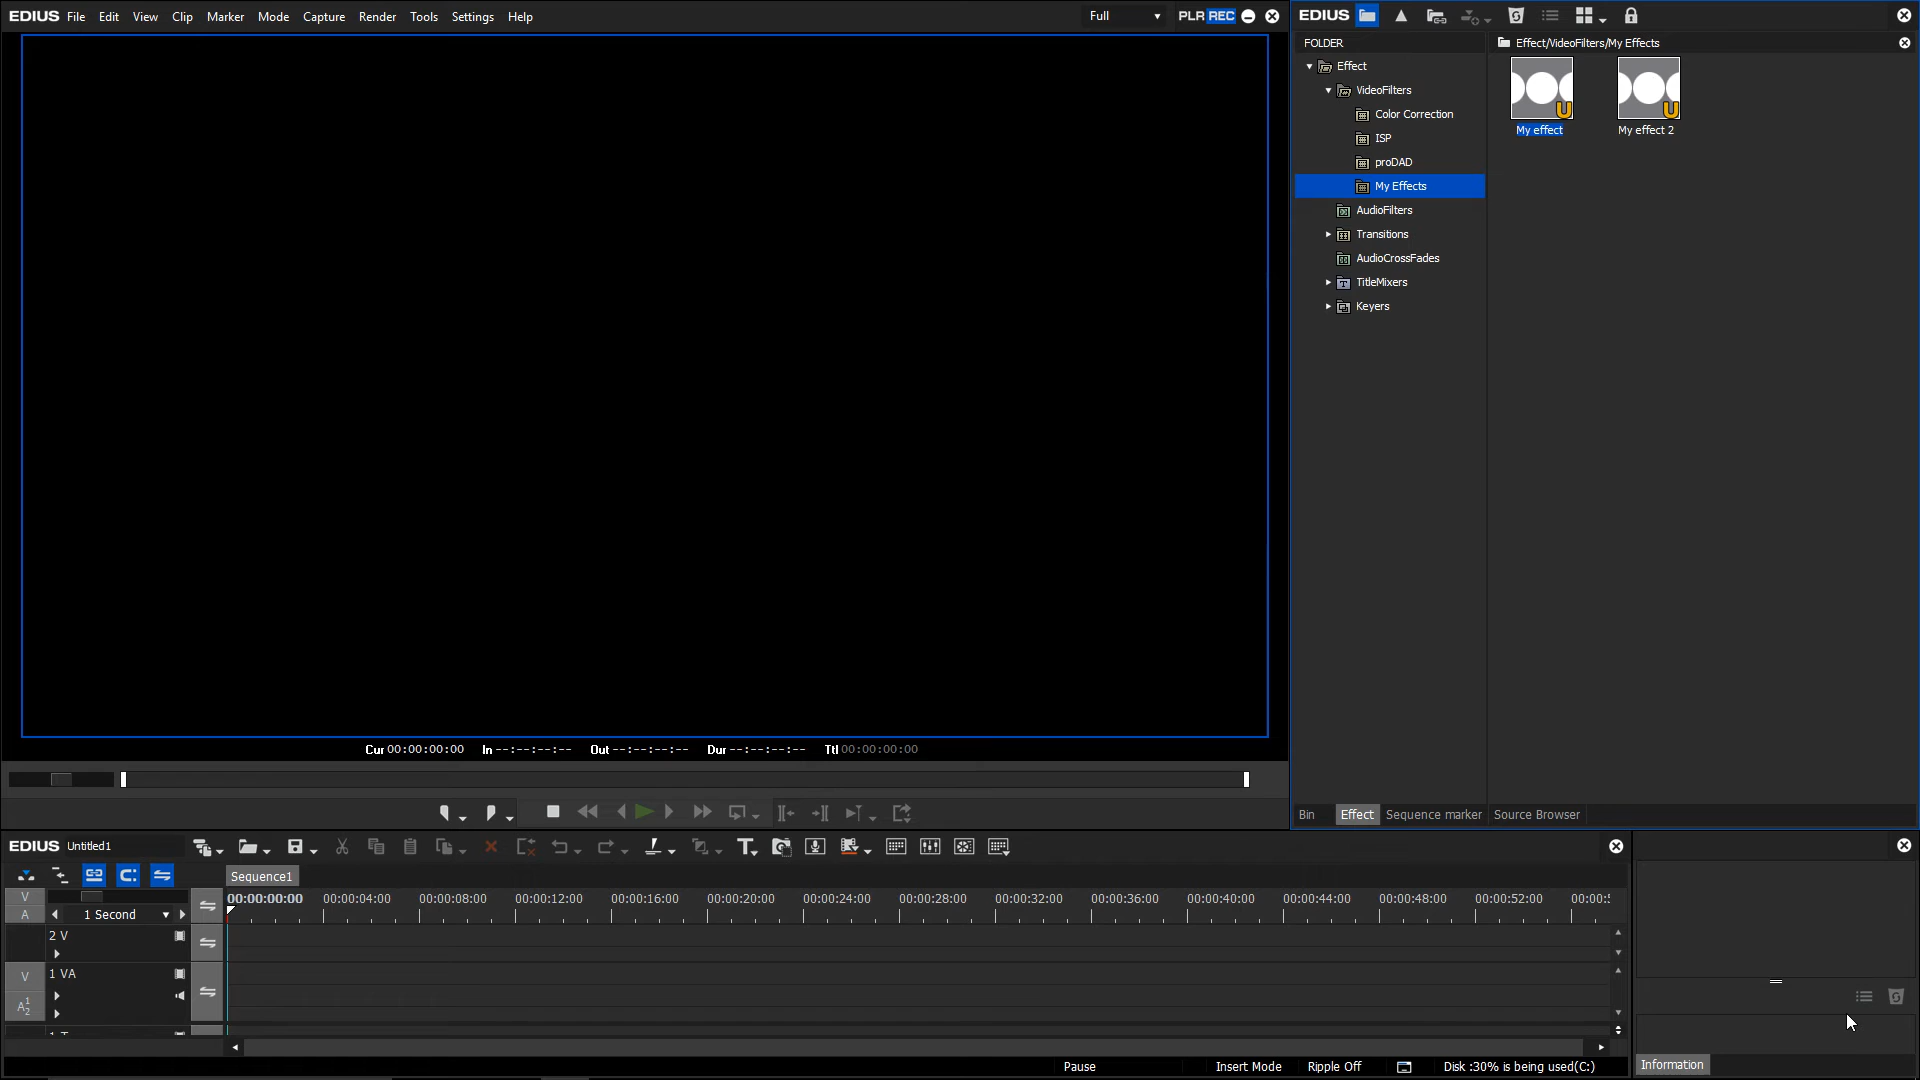 EDIUS File Edit View Clip Marker Mode Capture Render Tools Settings Help Full PLR REC
Cur 00:00:00:00 In --:--:--:-- Out --:--:--:-- Dur --:--:--:-- Ttl 00:00:00:00
EDIUS
FOLDER
Effect
VideoFilters
Color Correction
ISP
proDAD
My Effects
AudioFilters
Transitions
AudioCrossFades
TitleMixers
Keyers
Effect/VideoFilters/My Effects
U U
My effect My effect 2
Bin Effect Sequence marker Source Browser
EDIUS Untitled1
Sequence1
V
A 1 Second
00:00:00:00 00:00:04:00 00:00:08:00 00:00:12:00 00:00:16:00 00:00:20:00 00:00:24:00 00:00:28:00 00:00:32:00 00:00:36:00 00:00:40:00 00:00:44:00 00:00:48:00 00:00:52:00
2 V
V 1 VA
A 1 2
Pause Insert Mode Ripple Off Disk :30% is being used(C:)
Information